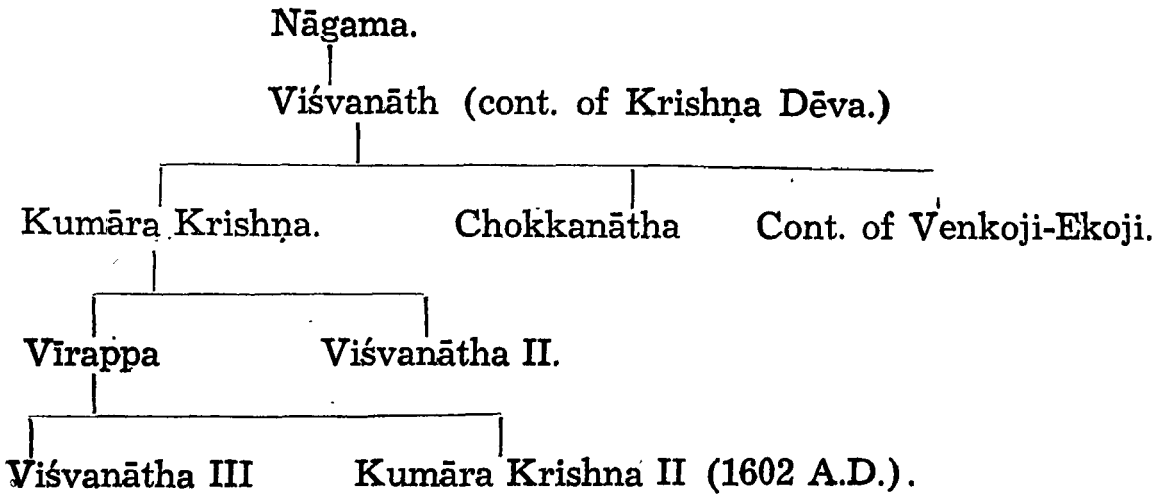 Nāgama.
Viśvanāth (cont. of Krishṇa Dēva.)
Kumāra Krishṇa. Chokkanātha Cont. of Venkoji-Ekoji.
Vīrappa Viśvanātha II.
Viśvanātha III Kumāra Krishna II (1602 A.D.).